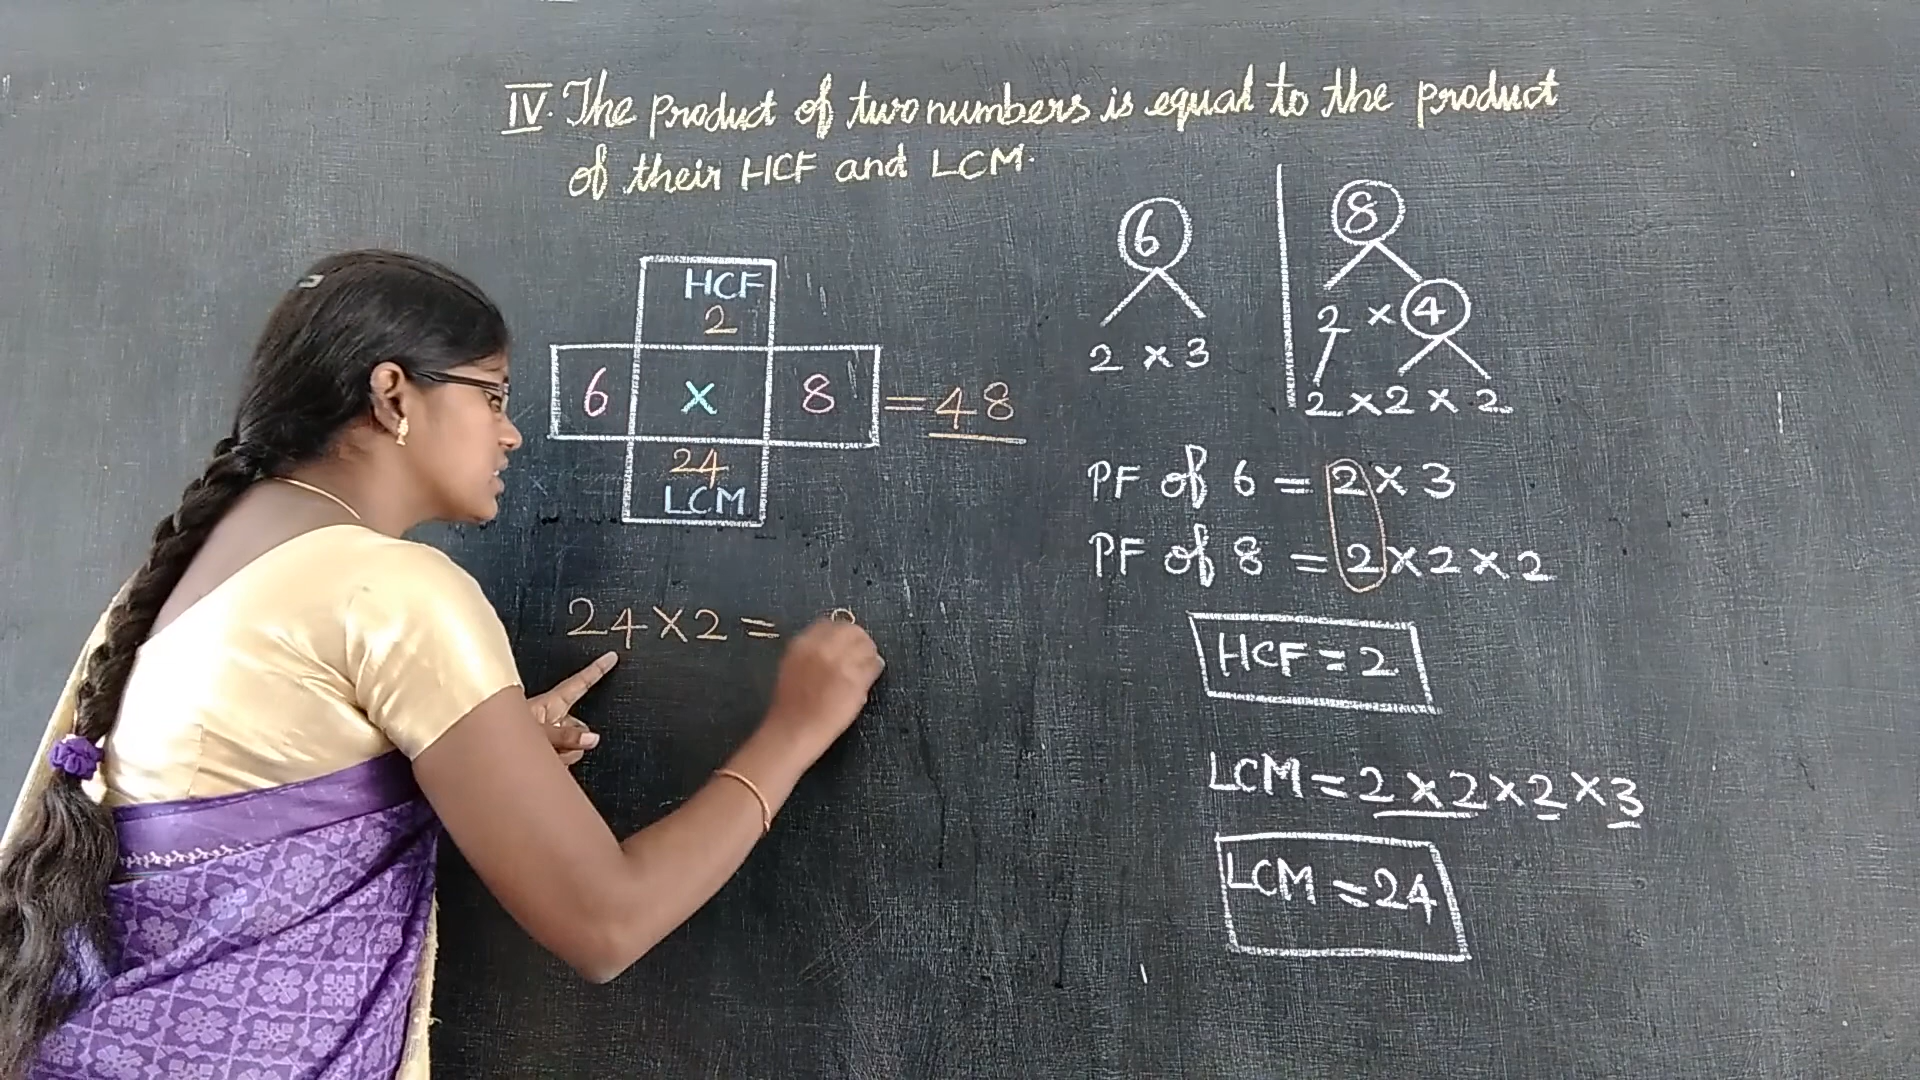 IV. The product of two numbers is equal to the product
of their HCF and LCM.
HCF
2
6 × 8 = 48
24
LCM
24×2 = 8
6
2 × 3
8
2 × 4
2 × 2 × 2
PF of 6 = 2 × 3
PF of 8 = 2 × 2 × 2
HCF = 2
LCM = 2 × 2 × 2 × 3
LCM = 24